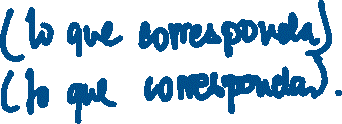 (lo que corresponda)
(lo que corresponda).